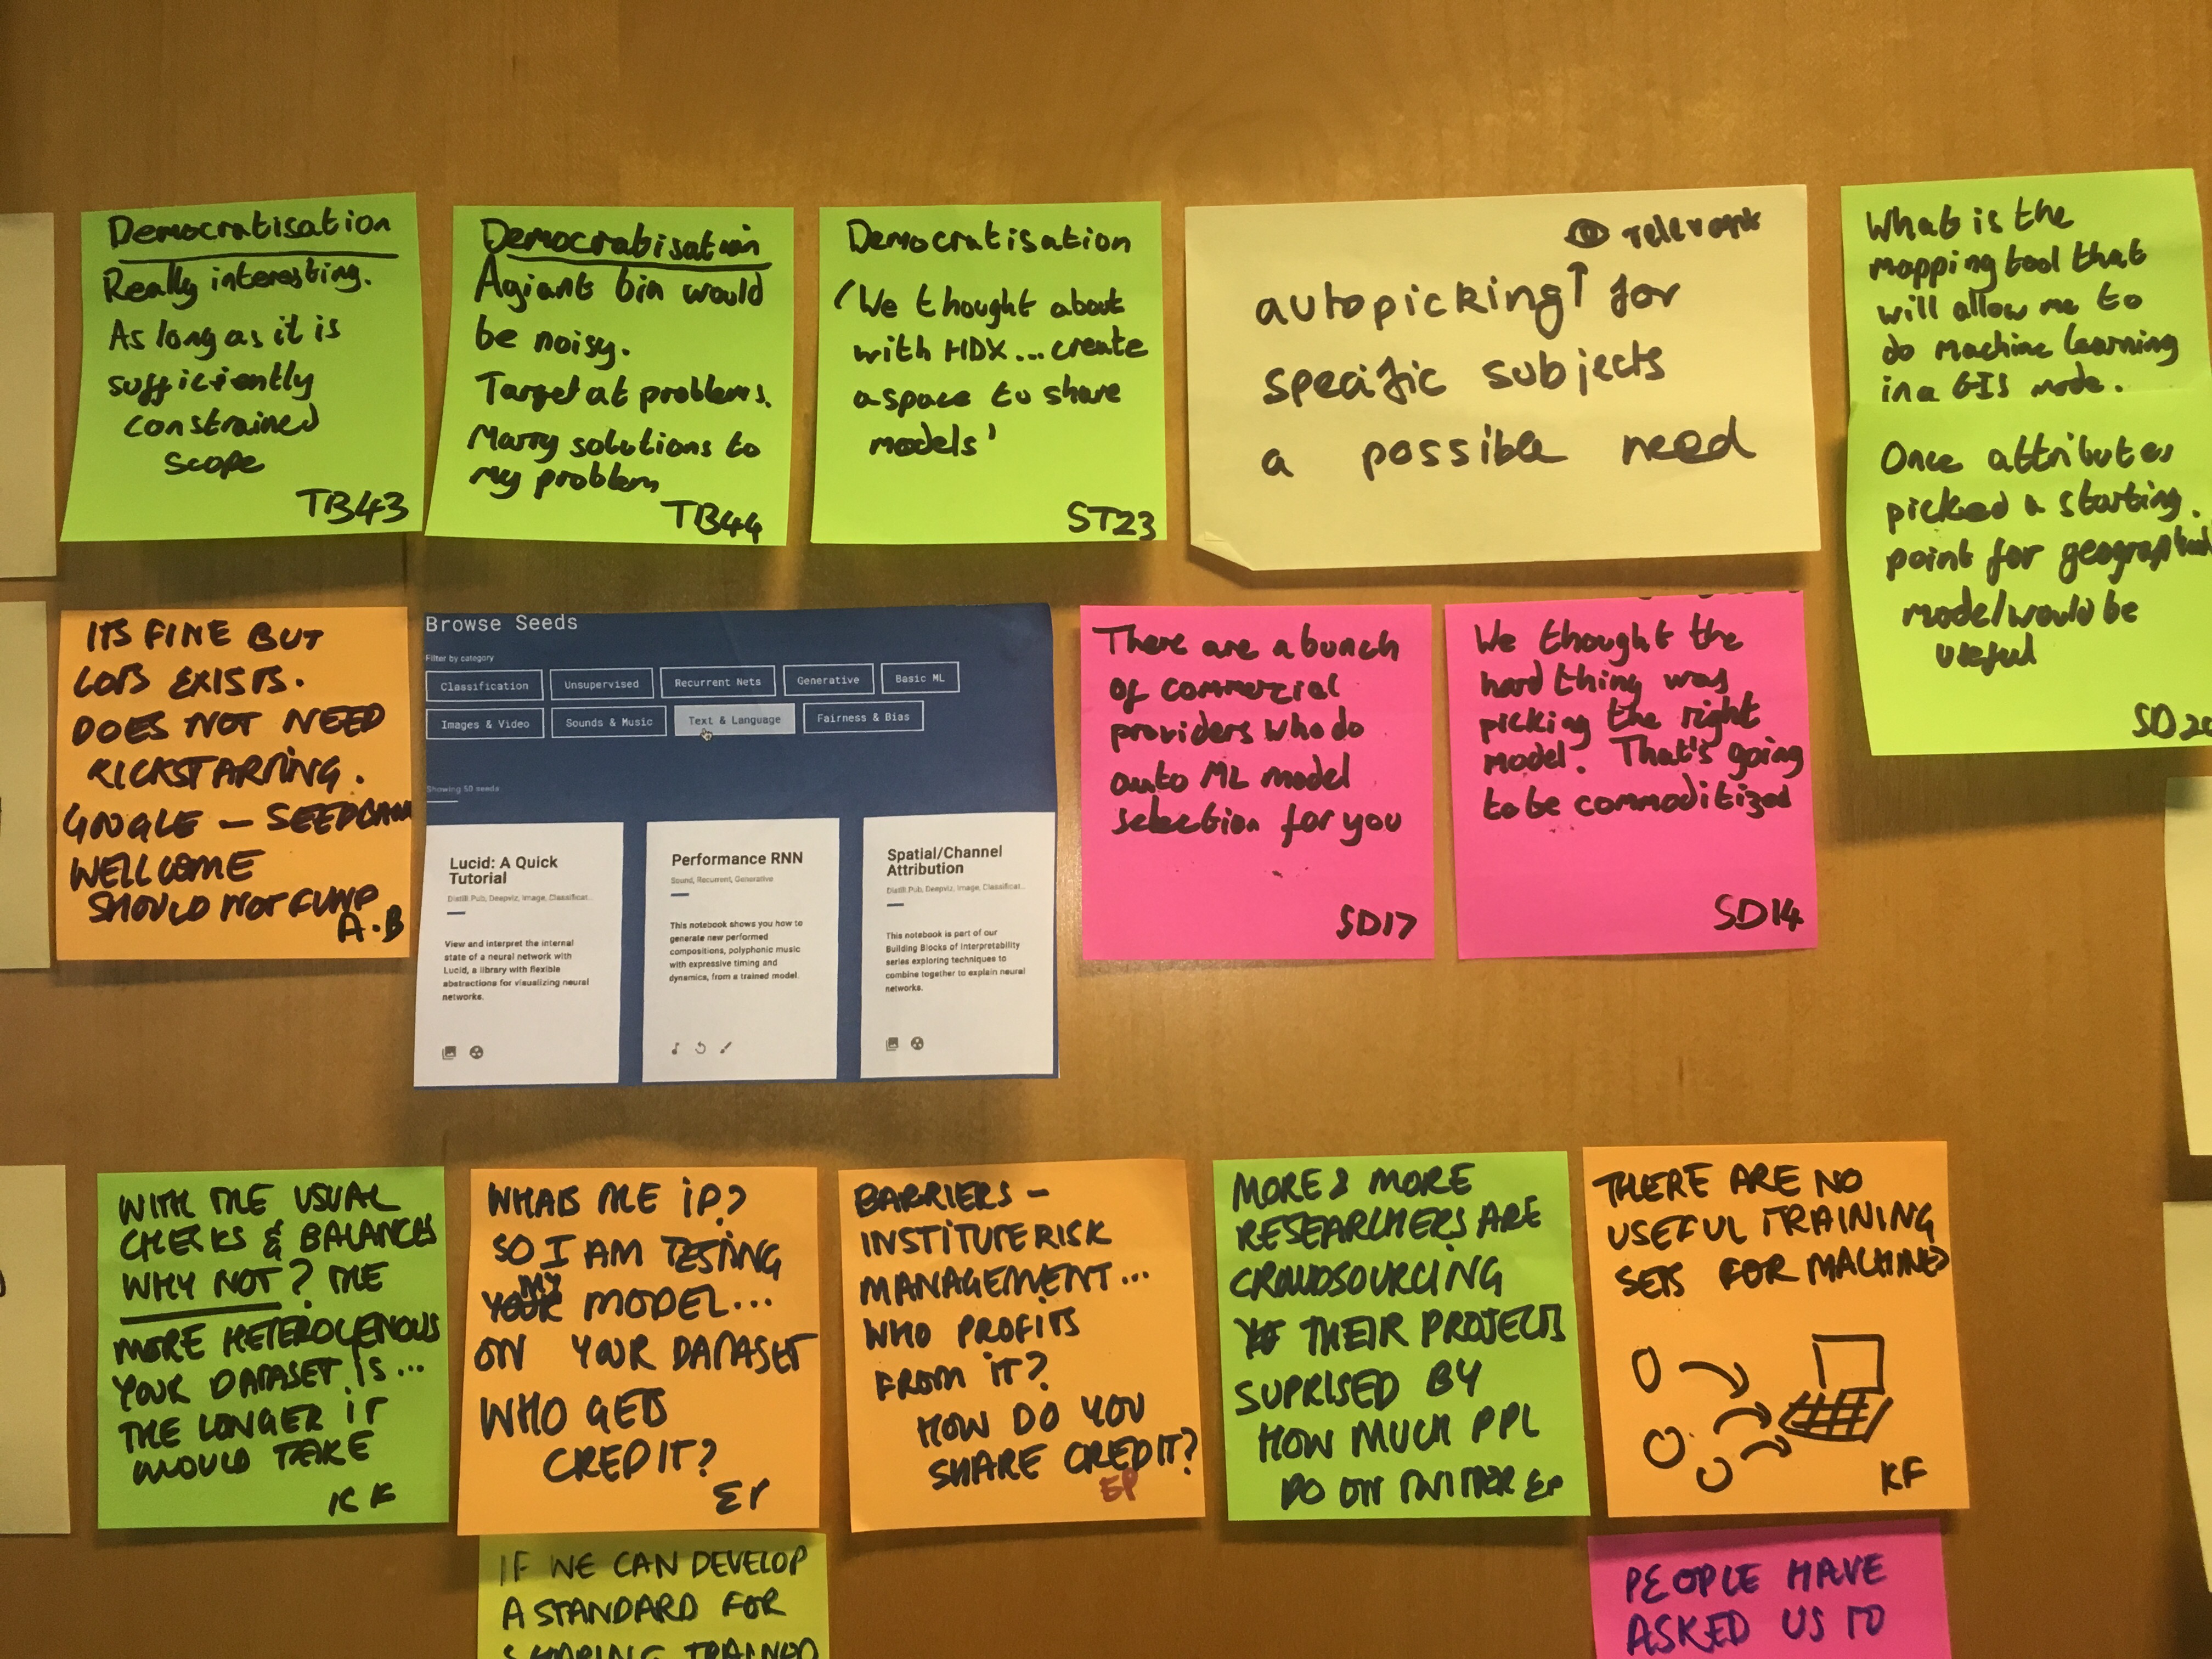 Democratisation
Really interesting.
As long as it is
sufficiently
constrained
scope
TB43
Democratisation
A giant bin would
be noisy.
Target at problems.
Marry solutions to
my problem
TB44
Democratisation
'We thought about
with HDX... create
a space to share
models'
ST23
relevant
autopicking↑ for
specific subjects
a possible need
What is the
mapping tool that
will allow me to
do machine learning
in a GIS mode.
Once attributes
picked a starting
point for geographical
model would be
useful
ITS FINE BUT
LOTS EXISTS.
DOES NOT NEED
KICKSTARTING.
GOOGLE - SEEDBANK
WELLCOME
SHOULD NOT FUND
A.B
Browse Seeds
Filter by category
Classification Unsupervised Recurrent Nets Generative Basic ML
Images & Video Sounds & Music Text & Language Fairness & Bias
Showing 50 seeds
Lucid: A Quick
Tutorial
Distill.Pub, Deepviz, Image, Classificat...
View and interpret the internal
state of a neural network with
Lucid, a library with flexible
abstractions for visualizing neural
networks.
Performance RNN
Sound, Recurrent, Generative
This notebook shows you how to
generate new performed
compositions, polyphonic music
with expressive timing and
dynamics, from a trained model.
Spatial/Channel
Attribution
Distill.Pub, Deepviz, Image, Classificat...
This notebook is part of our
Building Blocks of Interpretability
series exploring techniques to
combine together to explain neural
networks.
There are a bunch
of commercial
providers who do
auto ML model
selection for you
SD17
We thought the
hard thing was
picking the right
model. That's going
to be commoditized
SD14
WITH THE USUAL
CHECKS & BALANCES
WHY NOT? THE
MORE HETEROGENOUS
YOUR DATASET IS...
THE LONGER IT
WOULD TAKE
KF
WHATS THE IP?
SO I AM TESTING
MY
YOUR MODEL...
ON YOUR DATASET
WHO GETS
CREDIT?
EP
BARRIERS -
INSTITUTE RISK
MANAGEMENT...
WHO PROFITS
FROM IT?
HOW DO YOU
SHARE CREDIT?
EP
MORE & MORE
RESEARCHERS ARE
CROWDSOURCING
THEIR PROJECTS
SUPRISED BY
HOW MUCH PPL
DO ON TWITTER EP
THERE ARE NO
USEFUL TRAINING
SETS FOR MACHINES
KF
IF WE CAN DEVELOP
A STANDARD FOR
SHARING TRAINED
PEOPLE HAVE
ASKED US TO